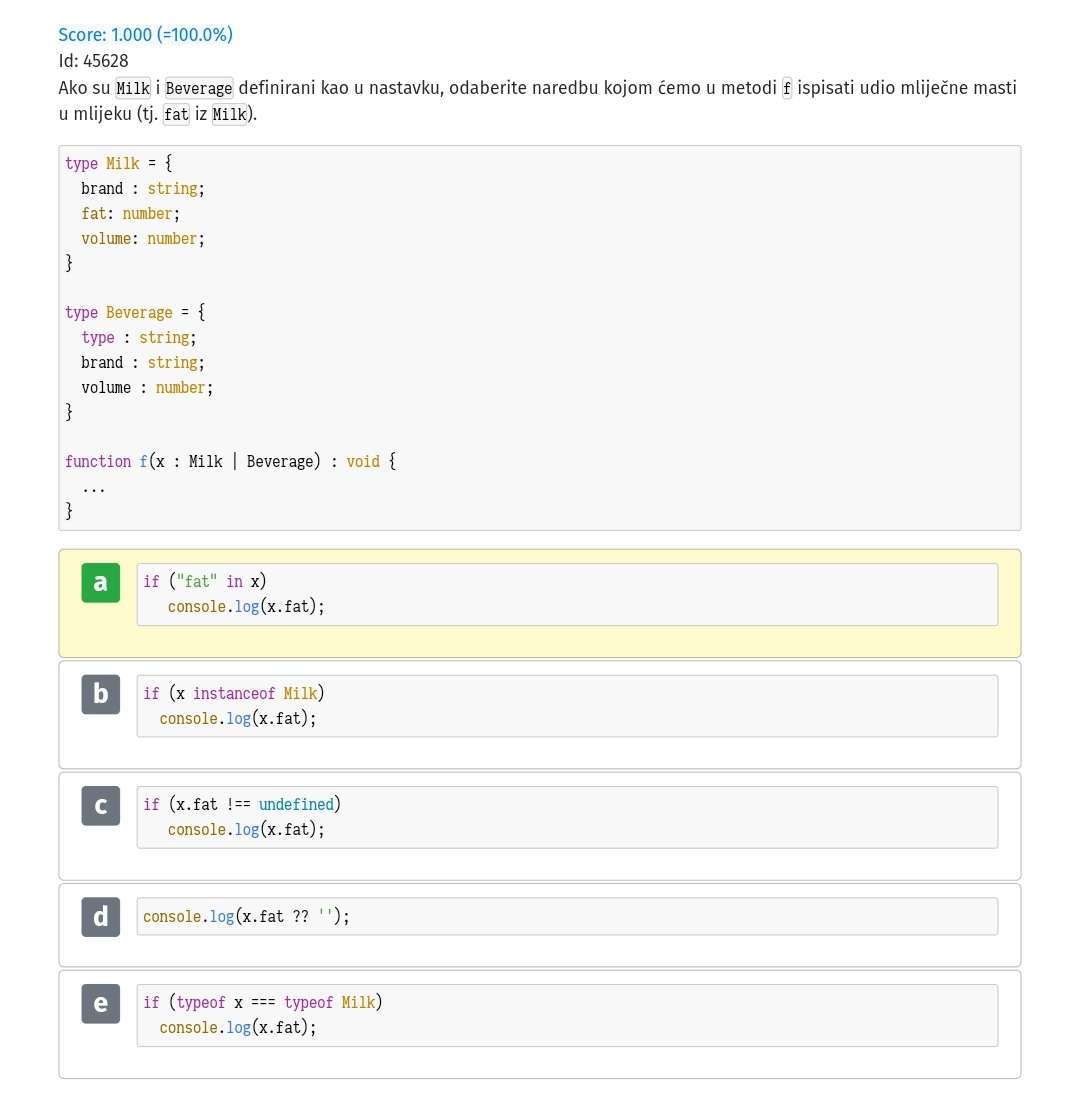 Score: 1.000 (=100.0%)
Id: 45628
Ako su Milk i Beverage definirani kao u nastavku, odaberite naredbu kojom ćemo u metodi f ispisati udio mliječne masti
u mlijeku (tj. fat iz Milk).
type Milk = {
  brand : string;
  fat: number;
  volume: number;
}
type Beverage = {
  type : string;
  brand : string;
  volume : number;
}
function f(x : Milk | Beverage) : void {
  ...
}
a
if ("fat" in x)
   console.log(x.fat);
b
if (x instanceof Milk)
  console.log(x.fat);
c
if (x.fat !== undefined)
   console.log(x.fat);
d
console.log(x.fat ?? '');
e
if (typeof x === typeof Milk)
  console.log(x.fat);